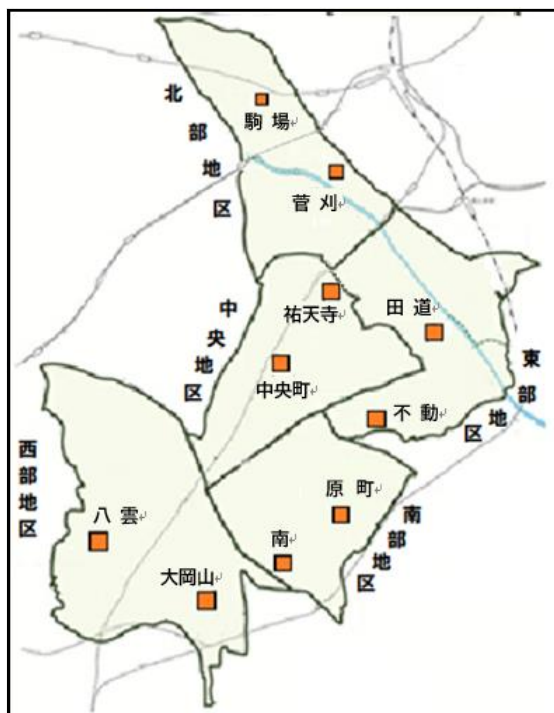 北部地区
駒場
菅刈
祐天寺
田道
中央地区
中央町
東部地区
不動
西部地区
八雲
原町
南
南部地区
大岡山